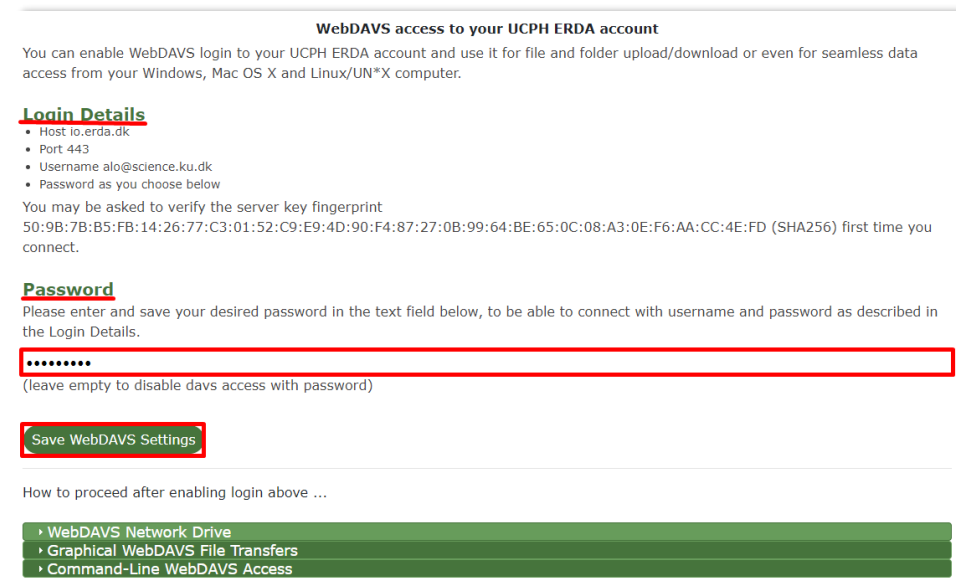 WebDAVS access to your UCPH ERDA account
You can enable WebDAVS login to your UCPH ERDA account and use it for file and folder upload/download or even for seamless data
access from your Windows, Mac OS X and Linux/UN*X computer.
Login Details
• Host io.erda.dk
• Port 443
• Username alo@science.ku.dk
• Password as you choose below
You may be asked to verify the server key fingerprint
50:9B:7B:B5:FB:14:26:77:C3:01:52:C9:E9:4D:90:F4:87:27:0B:99:64:BE:65:0C:08:A3:0E:F6:AA:CC:4E:FD (SHA256) first time you
connect.
Password
Please enter and save your desired password in the text field below, to be able to connect with username and password as described in
the Login Details.
•••••••••
(leave empty to disable davs access with password)
Save WebDAVS Settings
How to proceed after enabling login above ...
WebDAVS Network Drive
Graphical WebDAVS File Transfers
Command-Line WebDAVS Access